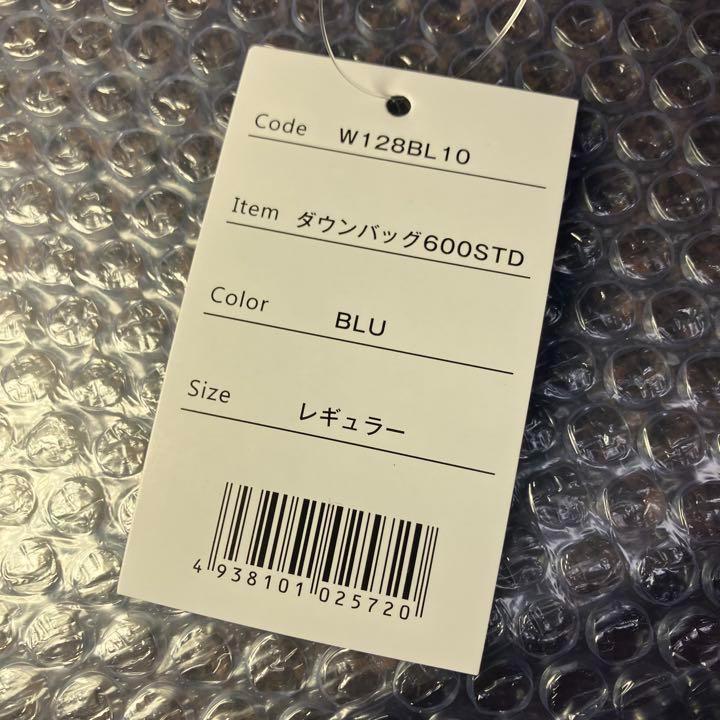 Code W128BL10
Item ダウンバッグ600STD
Color BLU
Size レギュラー
4 938101 025720